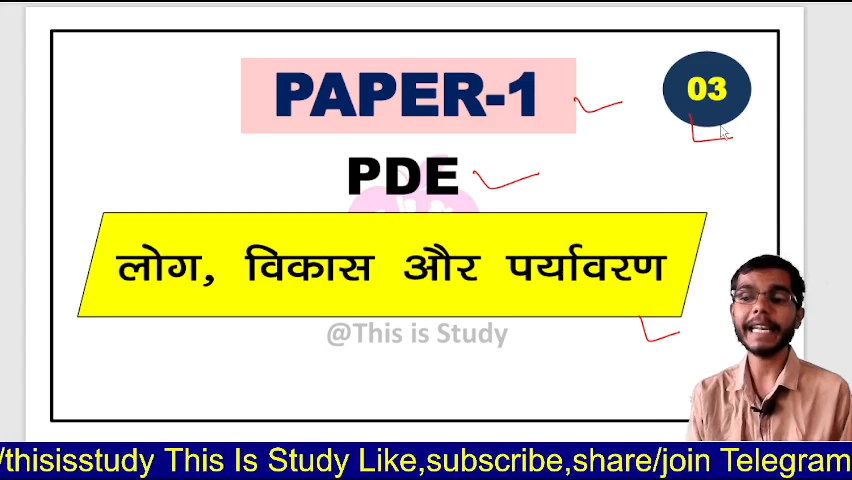 PAPER-1
03
PDE
लोग, विकास और पर्यावरण
@This is Study
/thisisstudy This Is Study Like,subscribe,share/join Telegram